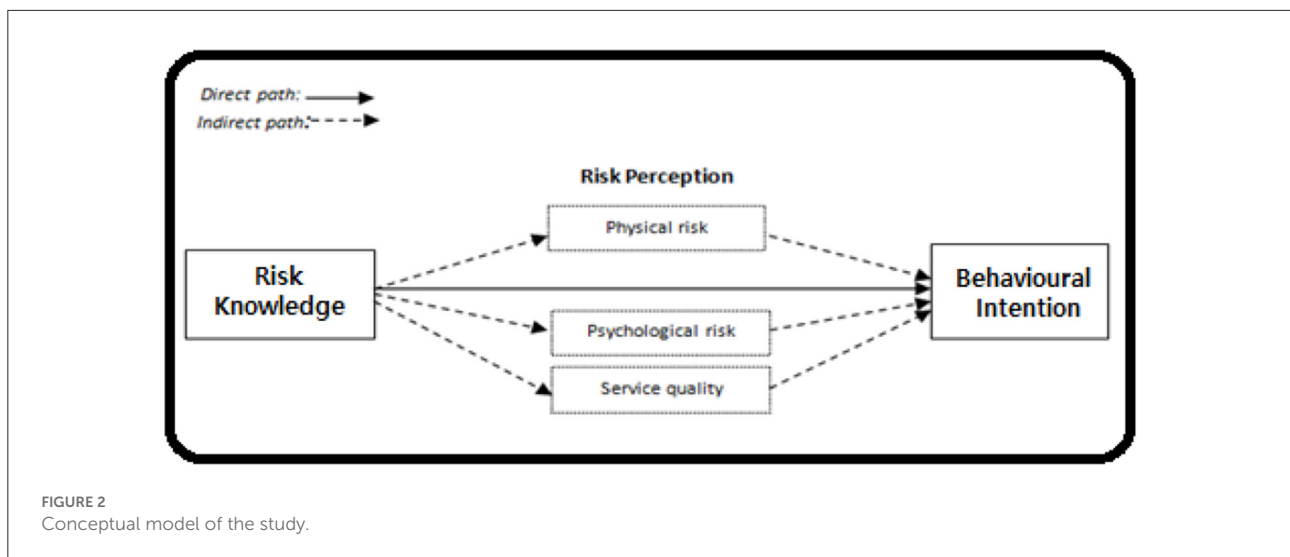 Direct path:
Indirect path:
Risk Perception
Physical risk
Risk
Knowledge
Behavioural
Intention
Psychological risk
Service quality
FIGURE 2
Conceptual model of the study.